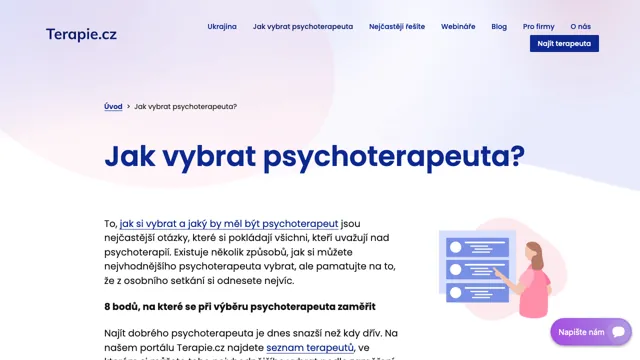 Terapie.cz
Ukrajina Jak vybrat psychoterapeuta Nejčastěji řešíte Webináře Blog Pro firmy O nás
Najít terapeuta
Úvod > Jak vybrat psychoterapeuta?
Jak vybrat psychoterapeuta?
To, jak si vybrat a jaký by měl být psychoterapeut jsou
nejčastější otázky, které si pokládají všichni, kteří uvažují nad
psychoterapií. Existuje několik způsobů, jak si můžete
nejvhodnějšího psychoterapeuta vybrat, ale pamatujte na to,
že z osobního setkání si odnesete nejvíc.
8 bodů, na které se při výběru psychoterapeuta zaměřit
Najít dobrého psychoterapeuta je dnes snazší než kdy dřív. Na
našem portálu Terapie.cz najdete seznam terapeutů, ve
Napište nám